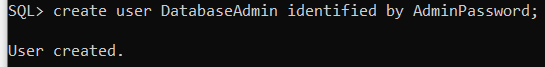 SQL> create user DatabaseAdmin identified by AdminPassword;
User created.